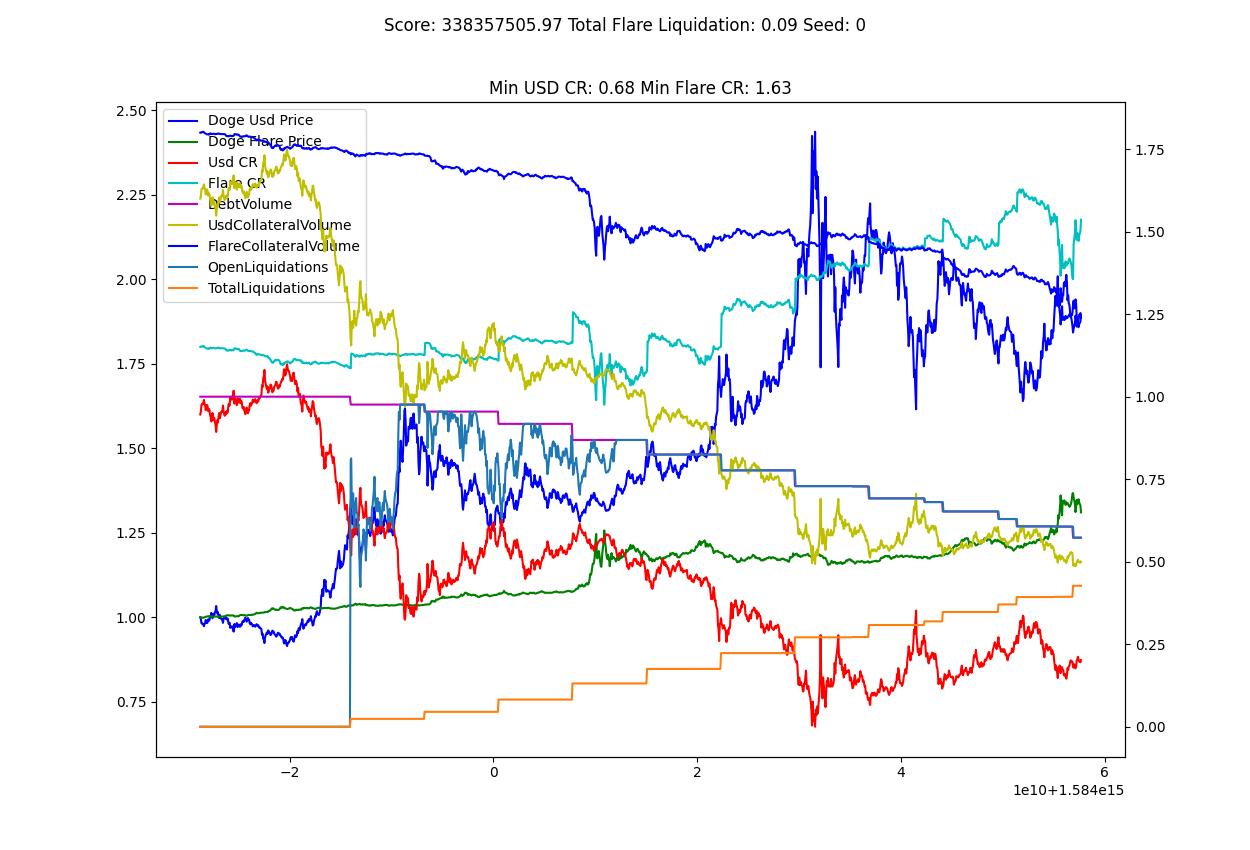 Score: 338357505.97 Total Flare Liquidation: 0.09 Seed: 0
Min USD CR: 0.68 Min Flare CR: 1.63
Doge Usd Price
Doge Flare Price
Usd CR
Flare CR
DebtVolume
UsdCollateralVolume
FlareCollateralVolume
OpenLiquidations
TotalLiquidations
2.50
2.25
2.00
1.75
1.50
1.25
1.00
0.75
1.75
1.50
1.25
1.00
0.75
0.50
0.25
0.00
−2 0 2 4 6
1e10+1.584e15